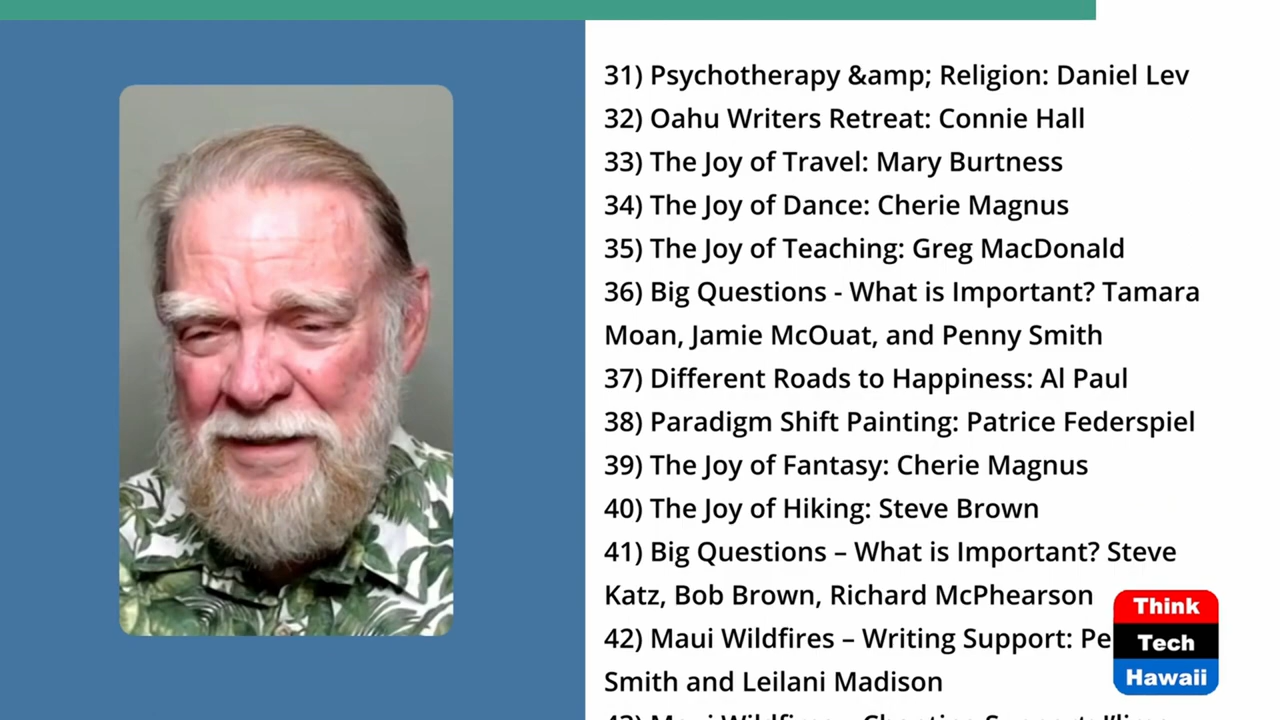 31) Psychotherapy &amp; Religion: Daniel Lev
32) Oahu Writers Retreat: Connie Hall
33) The Joy of Travel: Mary Burtness
34) The Joy of Dance: Cherie Magnus
35) The Joy of Teaching: Greg MacDonald
36) Big Questions - What is Important? Tamara
Moan, Jamie McOuat, and Penny Smith
37) Different Roads to Happiness: Al Paul
38) Paradigm Shift Painting: Patrice Federspiel
39) The Joy of Fantasy: Cherie Magnus
40) The Joy of Hiking: Steve Brown
41) Big Questions – What is Important? Steve
Katz, Bob Brown, Richard McPhearson
42) Maui Wildfires – Writing Support:
Smith and Leilani Madison
Think
Tech
Hawaii